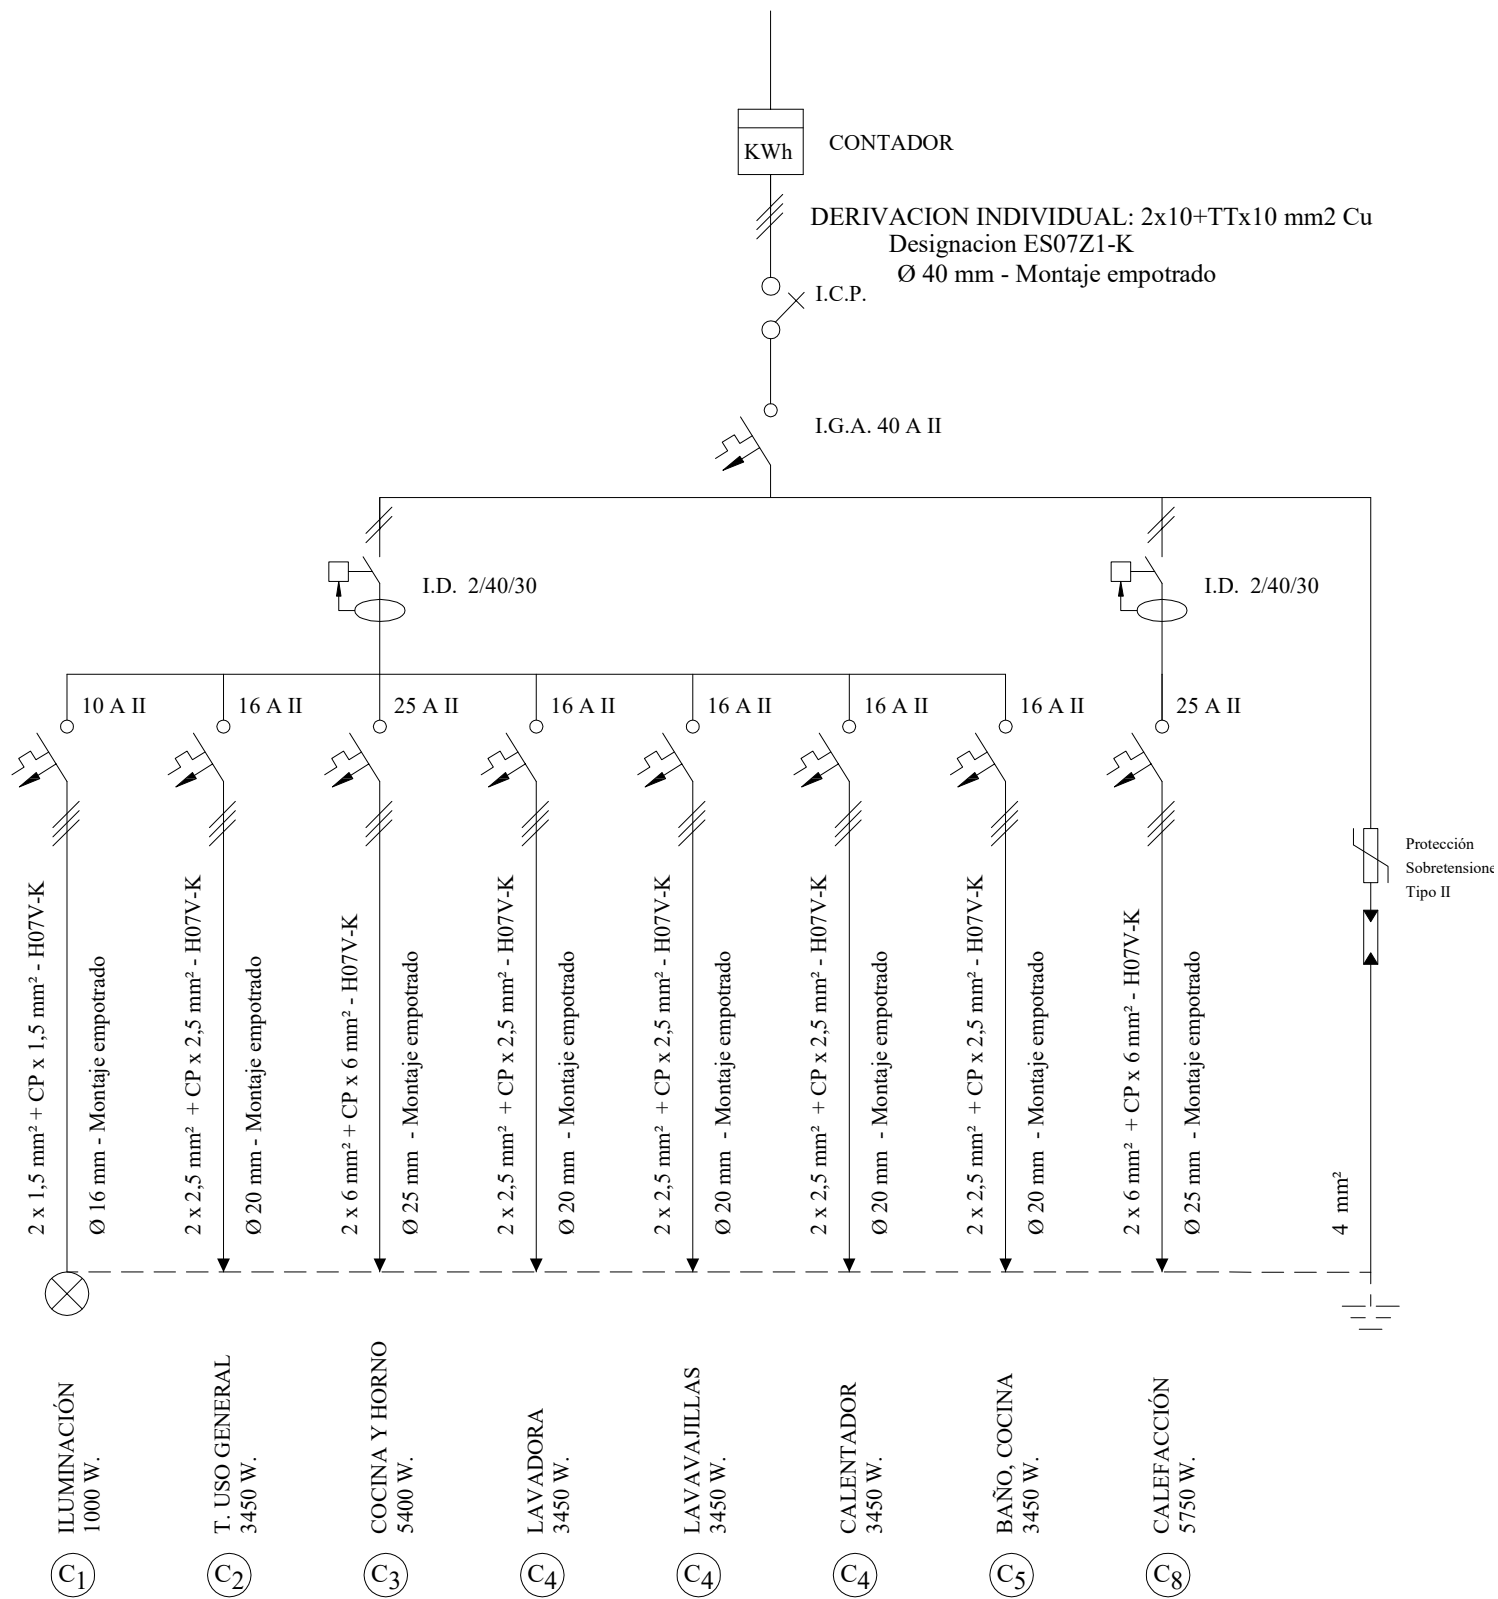 KWh
CONTADOR
DERIVACION INDIVIDUAL: 2x10+TTx10 mm2 Cu
Designacion ES07Z1-K
Ø 40 mm - Montaje empotrado
I.C.P.
I.G.A. 40 A II
I.D. 2/40/30
I.D. 2/40/30
10 A II
16 A II
25 A II
16 A II
16 A II
16 A II
16 A II
25 A II
Protección
Sobretensione
Tipo II
2 x 1,5 mm² + CP x 1,5 mm² - H07V-K
Ø 16 mm - Montaje empotrado
2 x 2,5 mm² + CP x 2,5 mm² - H07V-K
Ø 20 mm - Montaje empotrado
2 x 6 mm² + CP x 6 mm² - H07V-K
Ø 25 mm - Montaje empotrado
2 x 2,5 mm² + CP x 2,5 mm² - H07V-K
Ø 20 mm - Montaje empotrado
2 x 2,5 mm² + CP x 2,5 mm² - H07V-K
Ø 20 mm - Montaje empotrado
2 x 2,5 mm² + CP x 2,5 mm² - H07V-K
Ø 20 mm - Montaje empotrado
2 x 2,5 mm² + CP x 2,5 mm² - H07V-K
Ø 20 mm - Montaje empotrado
2 x 6 mm² + CP x 6 mm² - H07V-K
Ø 25 mm - Montaje empotrado
4 mm²
ILUMINACIÓN
1000 W.
T. USO GENERAL
3450 W.
COCINA Y HORNO
5400 W.
LAVADORA
3450 W.
LAVAVAJILLAS
3450 W.
CALENTADOR
3450 W.
BAÑO, COCINA
3450 W.
CALEFACCIÓN
5750 W.
C1
C2
C3
C4
C4
C4
C5
C8